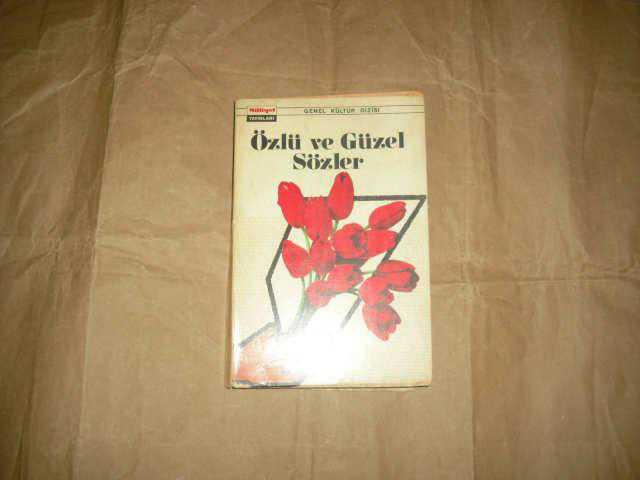 Milliyet
YAYINLARI
GENEL KÜLTÜR DİZİSİ
Özlü ve Güzel
Sözler